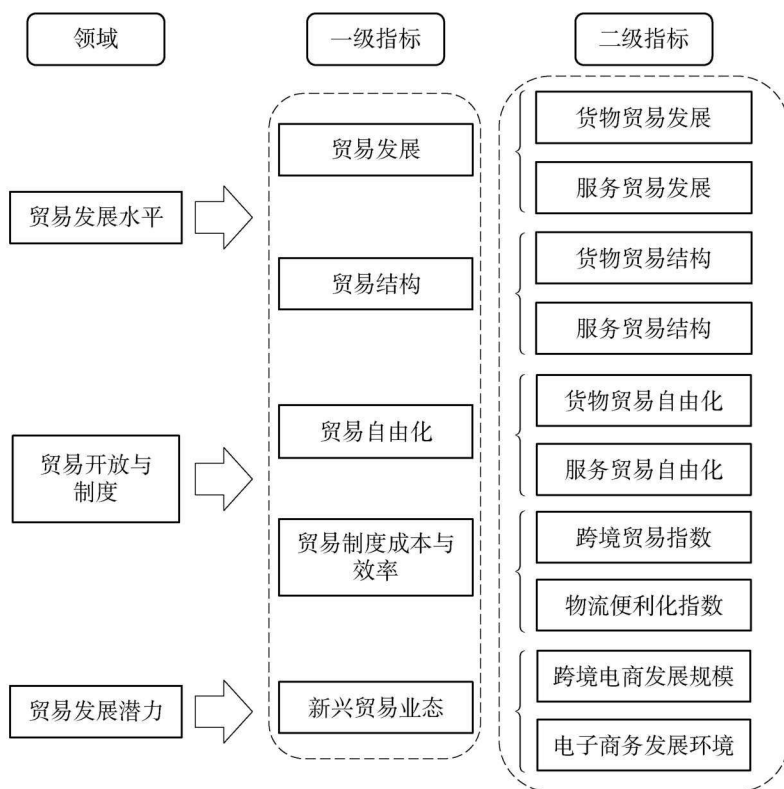 领域
一级指标
二级指标
贸易发展水平
贸易发展
货物贸易发展
服务贸易发展
贸易结构
货物贸易结构
服务贸易结构
贸易开放与
制度
贸易自由化
货物贸易自由化
服务贸易自由化
贸易制度成本与
效率
跨境贸易指数
物流便利化指数
贸易发展潜力
新兴贸易业态
跨境电商发展规模
电子商务发展环境